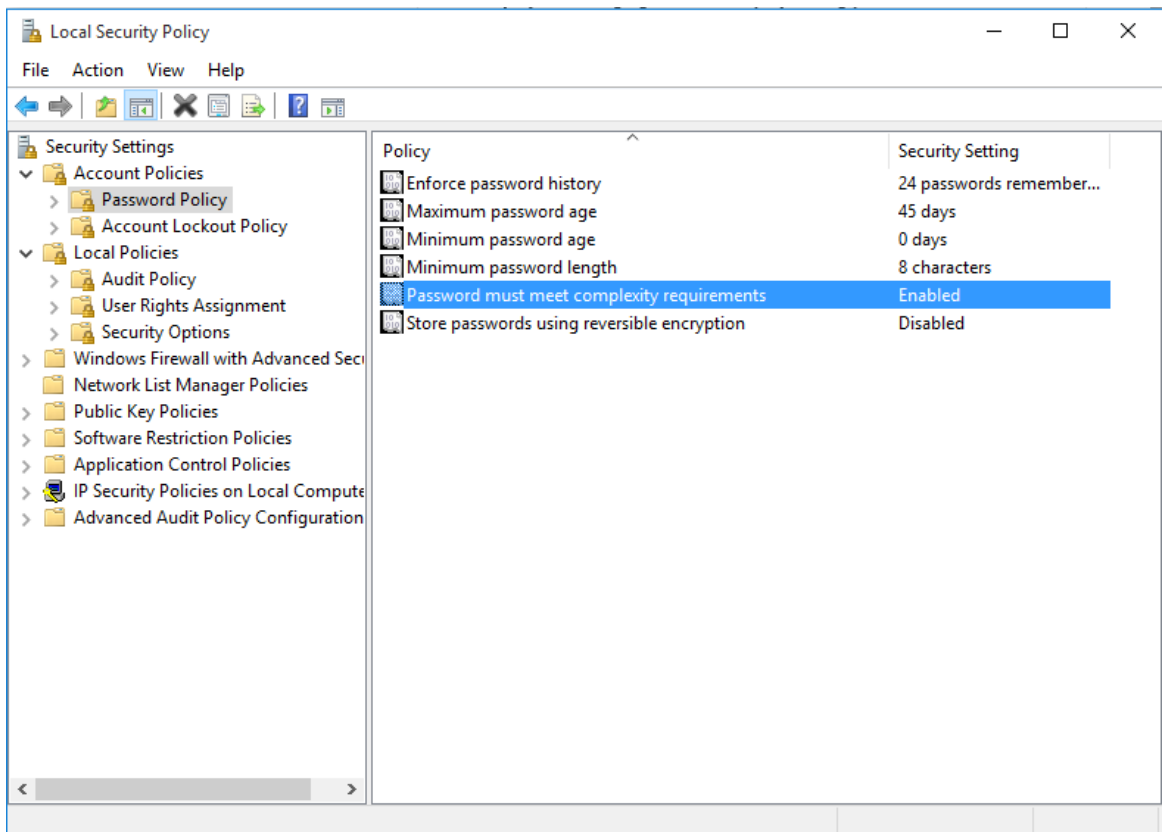 Local Security Policy
File Action View Help
Security Settings
Account Policies
Password Policy
Account Lockout Policy
Local Policies
Audit Policy
User Rights Assignment
Security Options
Windows Firewall with Advanced Secu
Network List Manager Policies
Public Key Policies
Software Restriction Policies
Application Control Policies
IP Security Policies on Local Compute
Advanced Audit Policy Configuration
Policy Security Setting
Enforce password history 24 passwords remember...
Maximum password age 45 days
Minimum password age 0 days
Minimum password length 8 characters
Password must meet complexity requirements Enabled
Store passwords using reversible encryption Disabled